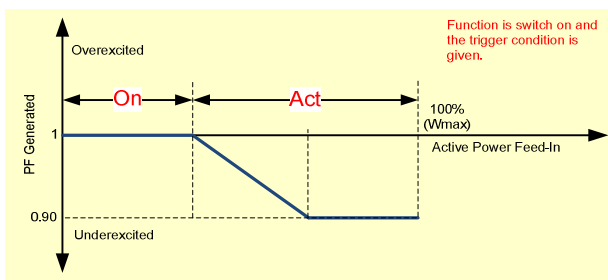 Overexcited
Function is switch on and
the trigger condition is
given.
On
Act
100%
(Wmax)
PF Generated
1
Active Power Feed-In
0.90
Underexcited